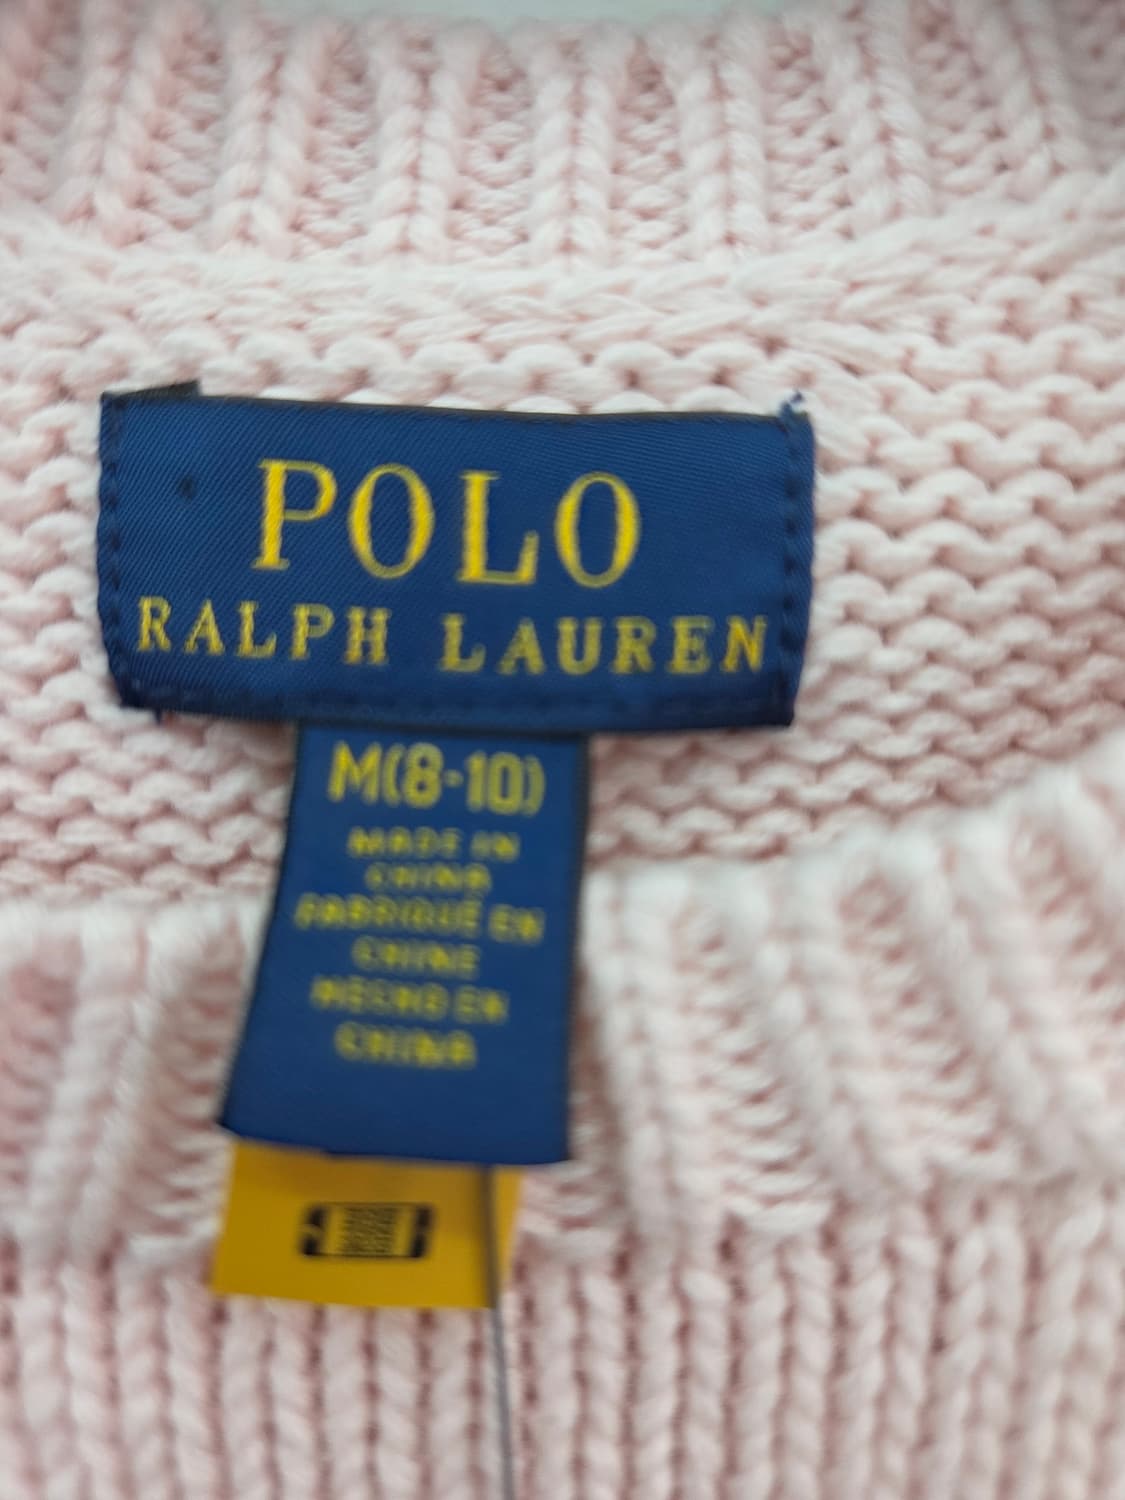 POLO
RALPH LAUREN
M(8-10)
MADE IN
CHINA
FABRIQUÉ EN
CHINE
HECHO EN
CHINA